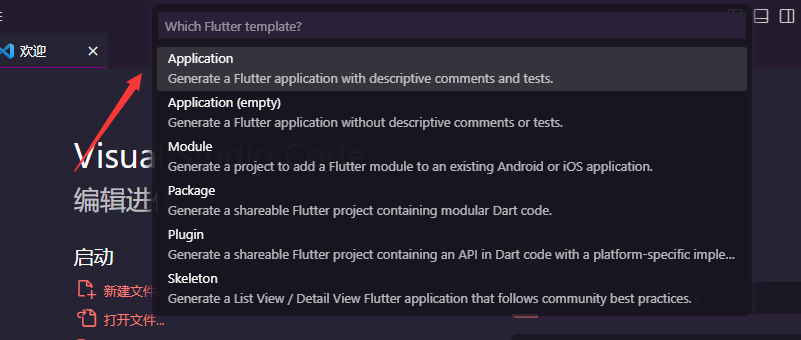 Which Flutter template?
欢迎
Application
Generate a Flutter application with descriptive comments and tests.
Application (empty)
Generate a Flutter application without descriptive comments or tests.
Module
Generate a project to add a Flutter module to an existing Android or iOS application.
Package
Generate a shareable Flutter project containing modular Dart code.
Plugin
Generate a shareable Flutter project containing an API in Dart code with a platform-specific imple...
Skeleton
Generate a List View / Detail View Flutter application that follows community best practices.
Visual Studio Code
编辑进
启动
新建文件
打开文件...